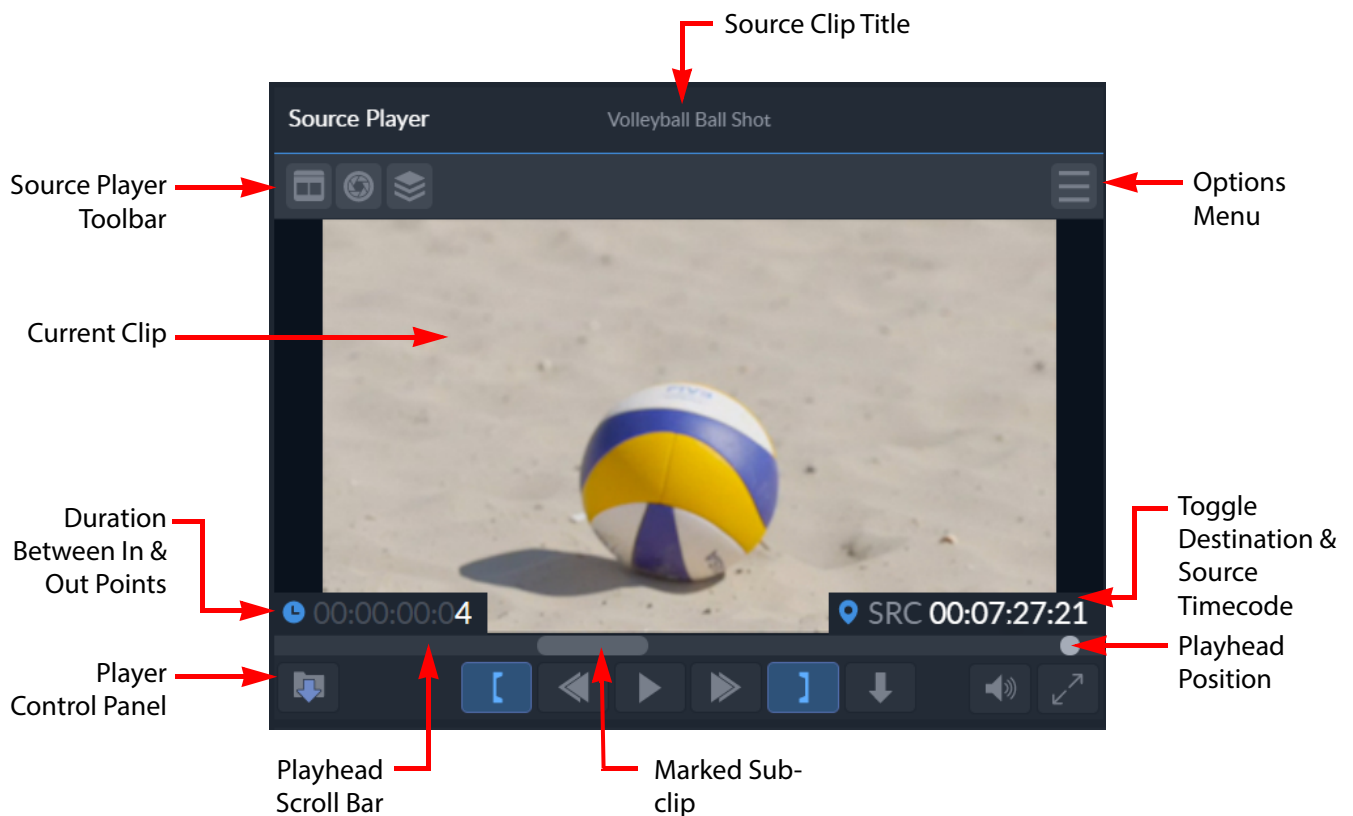 Source Clip Title
Source Player
Volleyball Ball Shot
Source Player
Toolbar
Options
Menu
Current Clip
FIVB
Duration
Between In &
Out Points
Toggle
Destination &
Source
Timecode
00:00:00:04
SRC 00:07:27:21
Player
Control Panel
[
]
Playhead
Position
Playhead
Scroll Bar
Marked Sub-
clip